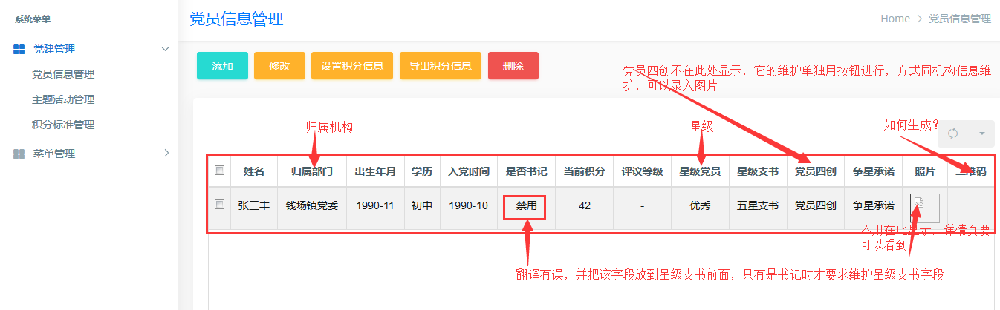 系统菜单
党建管理
党员信息管理
主题活动管理
积分标准管理
菜单管理
党员信息管理
Home > 党员信息管理
添加 修改 设置积分信息 导出积分信息 删除
党员四创不在此处显示，它的维护单独用按钮进行，方式同机构信息维
护，可以录入图片
归属机构
星级
如何生成？
姓名 归属部门 出生年月 学历 入党时间 是否书记 当前积分 评议等级 星级党员 星级支书 党员四创 争星承诺 照片 二维码
张三丰 钱场镇党委 1990-11 初中 1990-10 禁用 42 - 优秀 五星支书 党员四创 争星承诺
不用在此显示，详情页要
可以看到
翻译有误，并把该字段放到星级支书前面，只有是书记时才要求维护星级支书字段